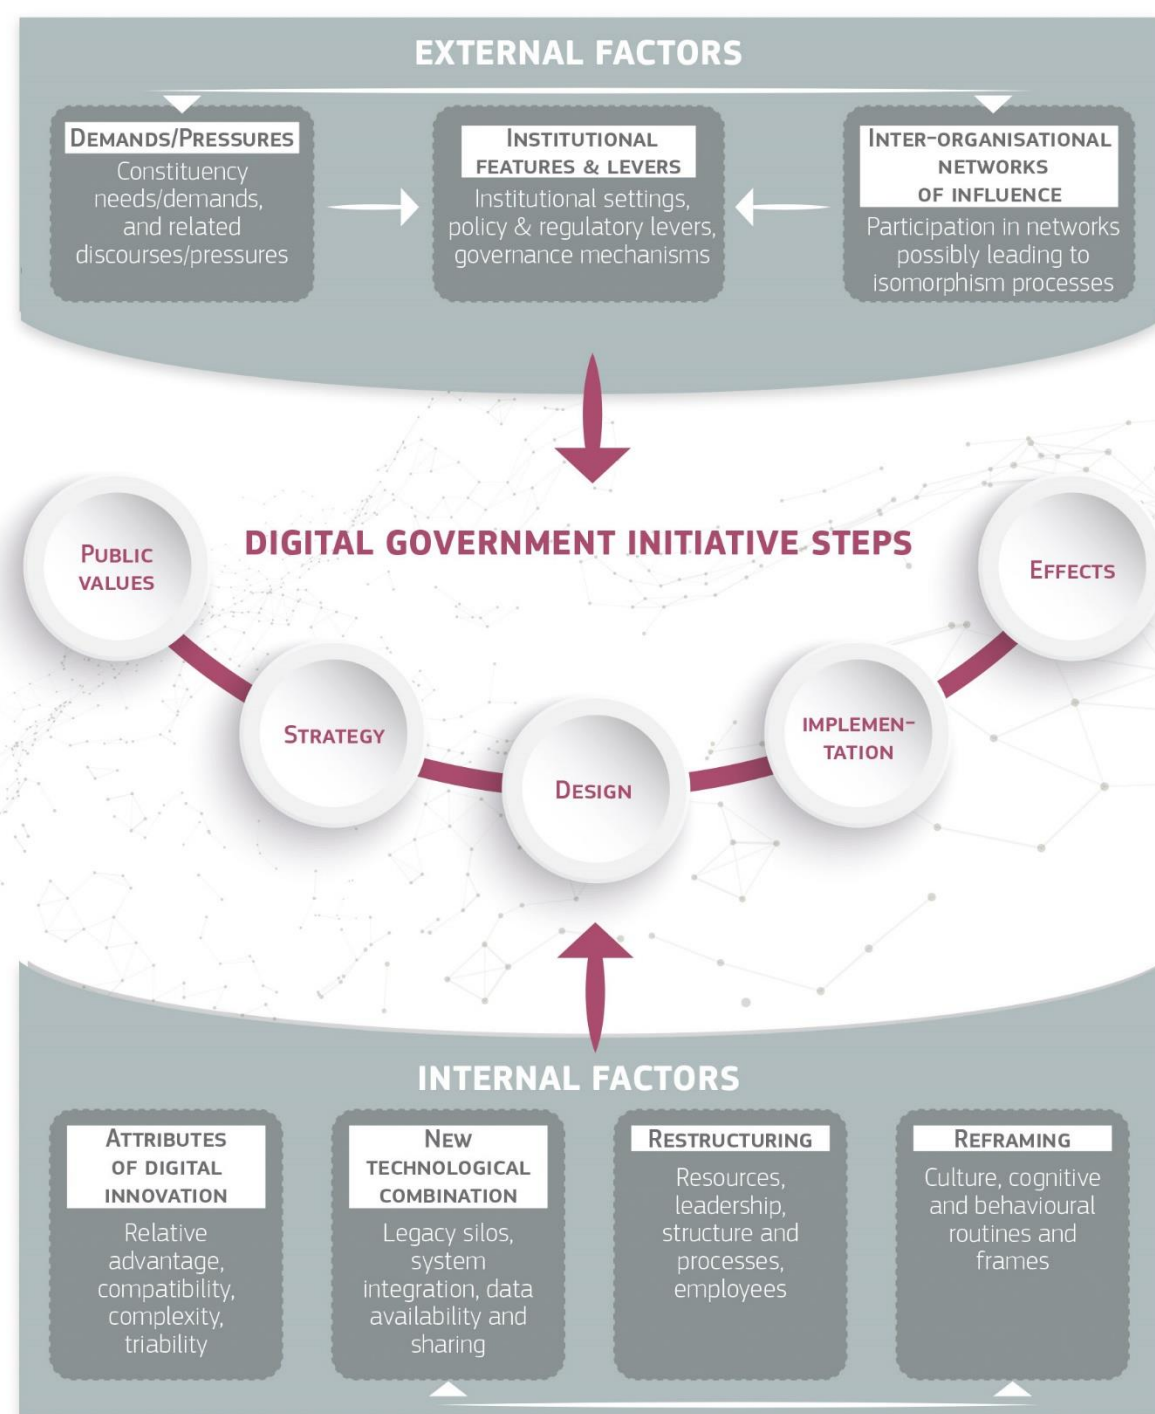 EXTERNAL FACTORS
DEMANDS/PRESSURES
Constituency
needs/demands,
and related
discourses/pressures
INSTITUTIONAL
FEATURES & LEVERS
Institutional settings,
policy & regulatory levers,
governance mechanisms
INTER-ORGANISATIONAL
NETWORKS
OF INFLUENCE
Participation in networks
possibly leading to
isomorphism processes
DIGITAL GOVERNMENT INITIATIVE STEPS
PUBLIC
VALUES
STRATEGY
DESIGN
IMPLEMEN-
TATION
EFFECTS
INTERNAL FACTORS
ATTRIBUTES
OF DIGITAL
INNOVATION
Relative
advantage,
compatibility,
complexity,
triability
NEW
TECHNOLOGICAL
COMBINATION
Legacy silos,
system
integration, data
availability and
sharing
RESTRUCTURING
Resources,
leadership,
structure and
processes,
employees
REFRAMING
Culture, cognitive
and behavioural
routines and
frames